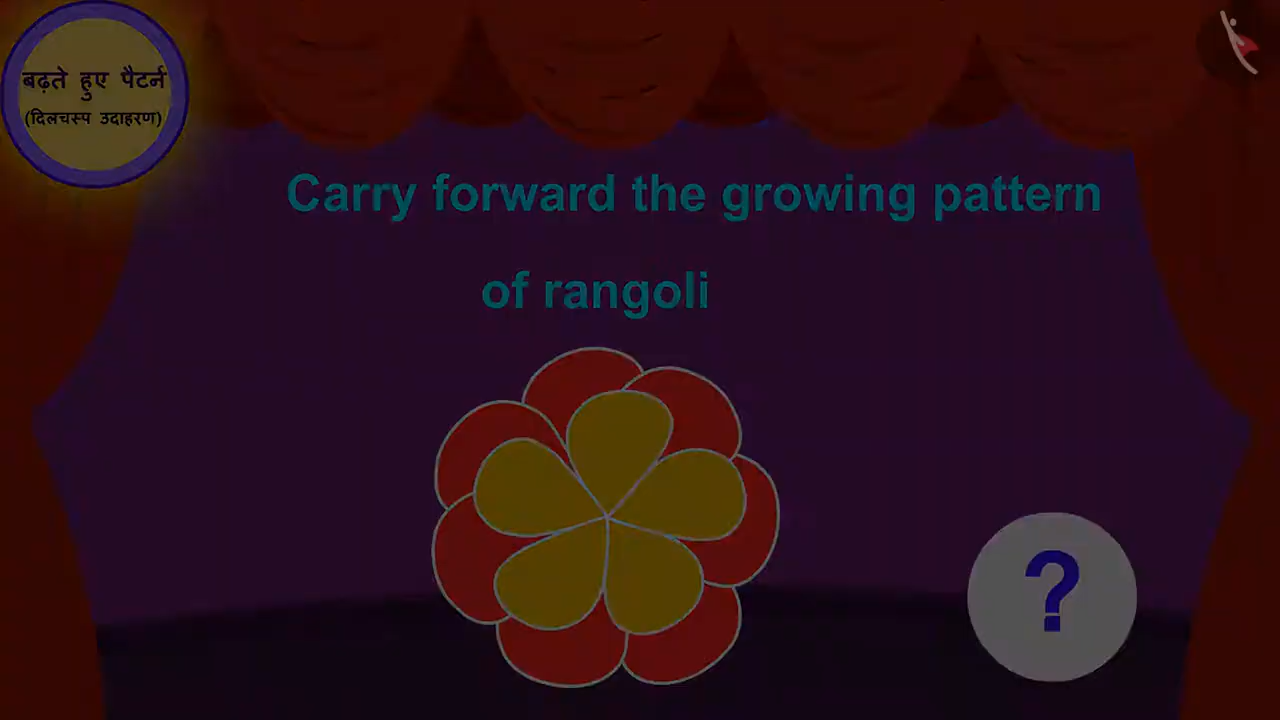 बढ़ते हुए पैटर्न
(दिलचस्प उदाहरण)
Carry forward the growing pattern
of rangoli
?